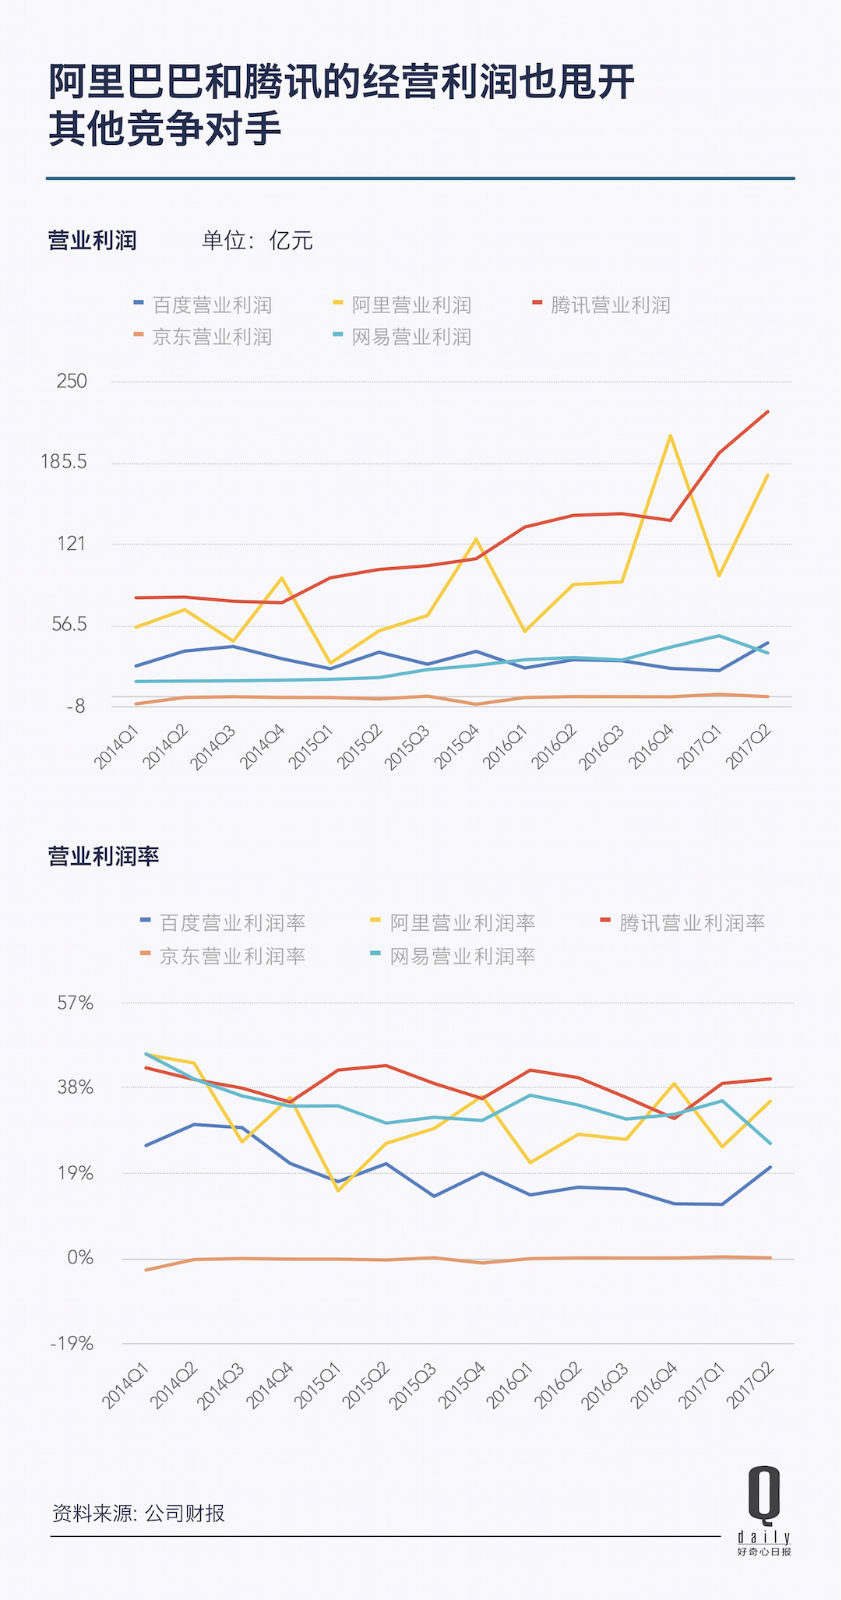 阿里巴巴和腾讯的经营利润也甩开
其他竞争对手
营业利润 单位：亿元
百度营业利润 阿里营业利润 腾讯营业利润
京东营业利润 网易营业利润
250
185.5
121
56.5
-8
2014Q1 2014Q2 2014Q3 2014Q4 2015Q1 2015Q2 2015Q3 2015Q4 2016Q1 2016Q2 2016Q3 2016Q4 2017Q1 2017Q2
营业利润率
百度营业利润率 阿里营业利润率 腾讯营业利润率
京东营业利润率 网易营业利润率
57%
38%
19%
0%
-19%
2014Q1 2014Q2 2014Q3 2014Q4 2015Q1 2015Q2 2015Q3 2015Q4 2016Q1 2016Q2 2016Q3 2016Q4 2017Q1 2017Q2
资料来源: 公司财报
Q
daily
好奇心日报